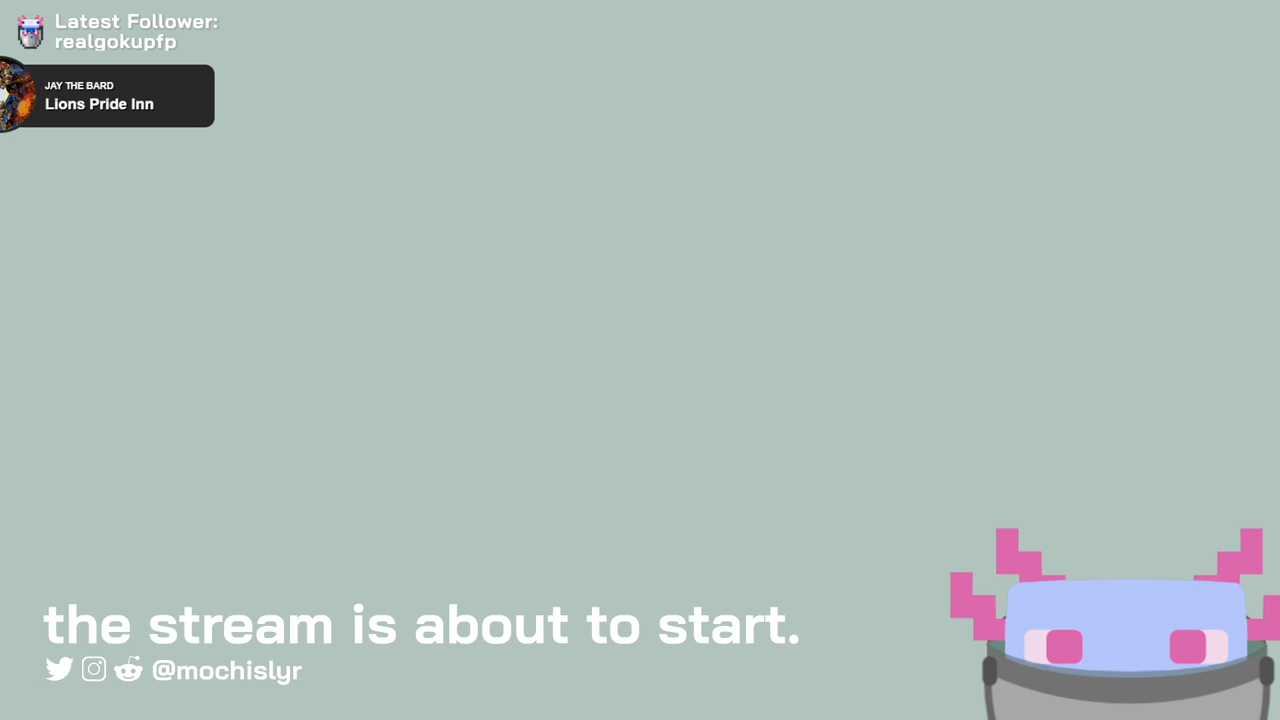 Latest Follower:
realgokupfp
JAY THE BARD
Lions Pride Inn
the stream is about to start.
@mochislyr